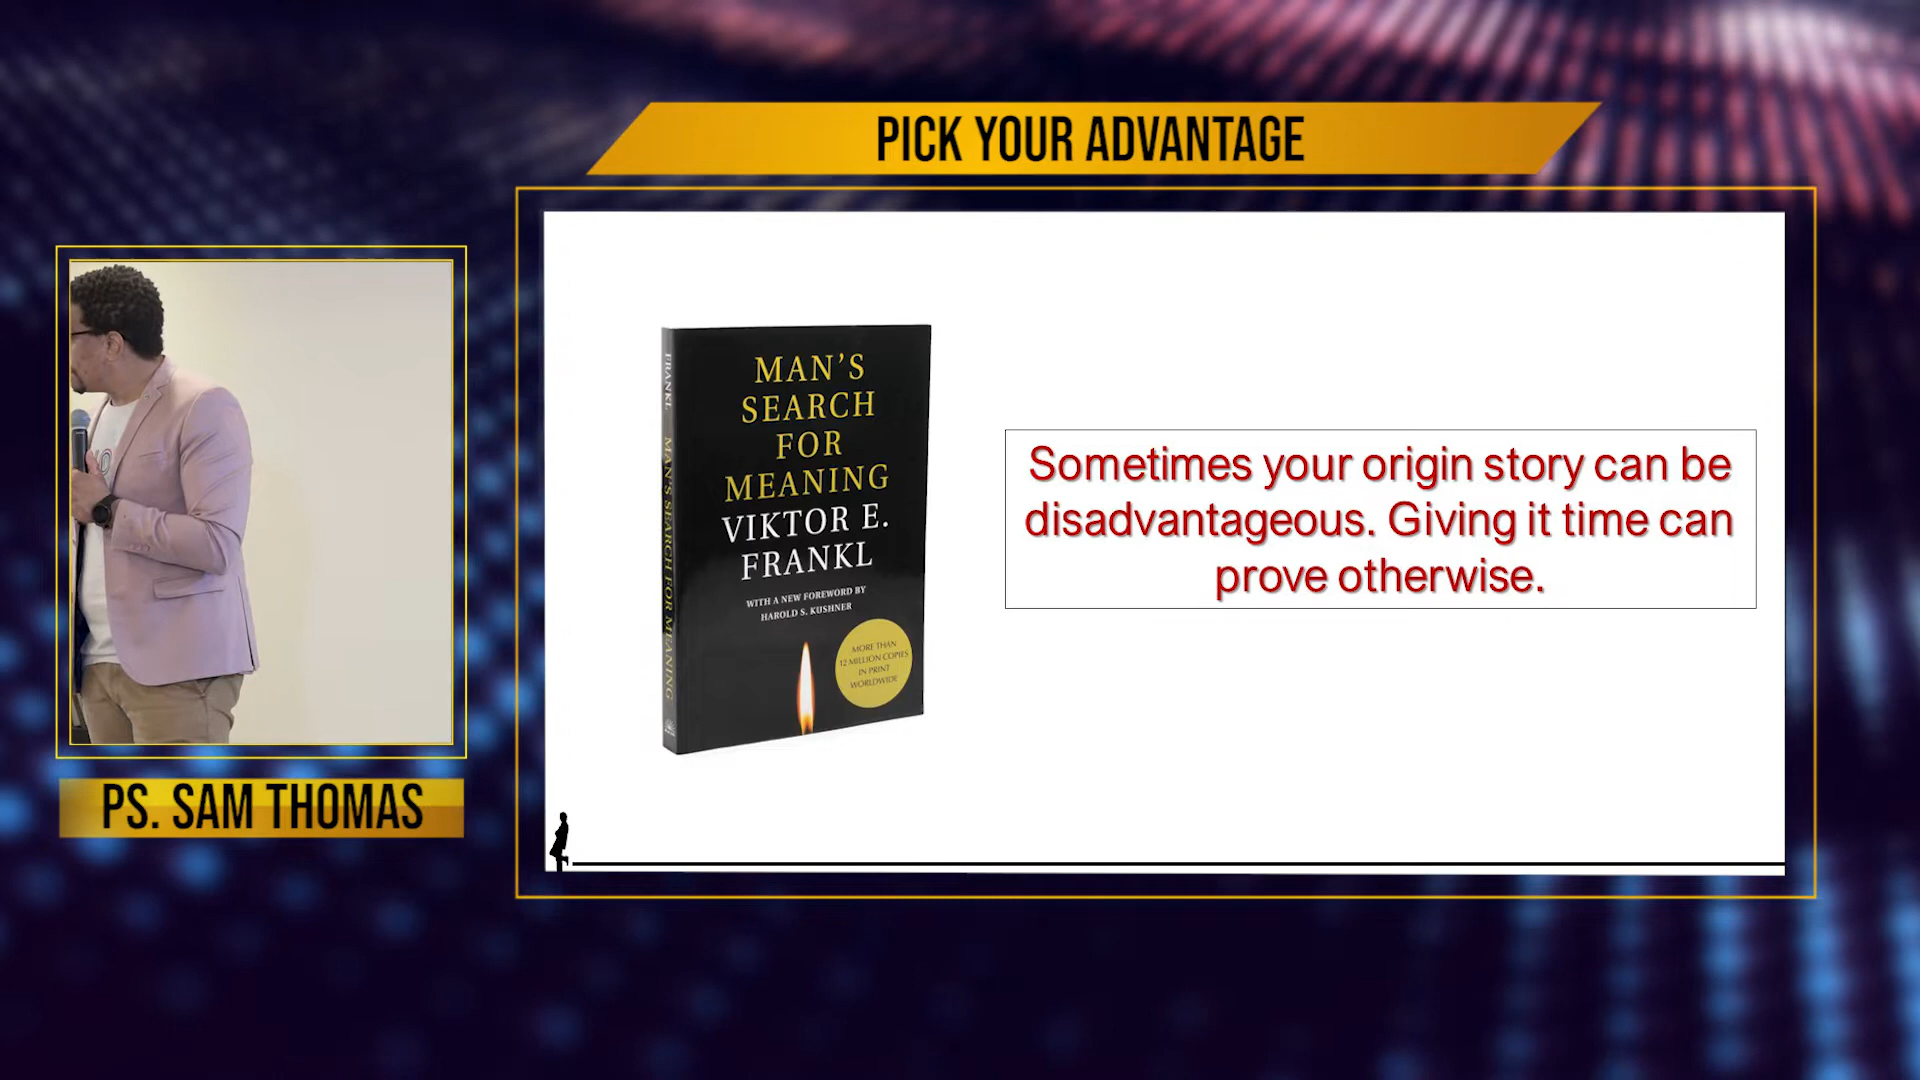 PICK YOUR ADVANTAGE
FRANKL
MAN'S SEARCH FOR MEANING
MAN'S
SEARCH
FOR
MEANING
VIKTOR E.
FRANKL
WITH A NEW FOREWORD BY
HAROLD S. KUSHNER
MORE THAN
12 MILLION COPIES
IN PRINT
WORLDWIDE
Sometimes your origin story can be
disadvantageous. Giving it time can
prove otherwise.
PS. SAM THOMAS